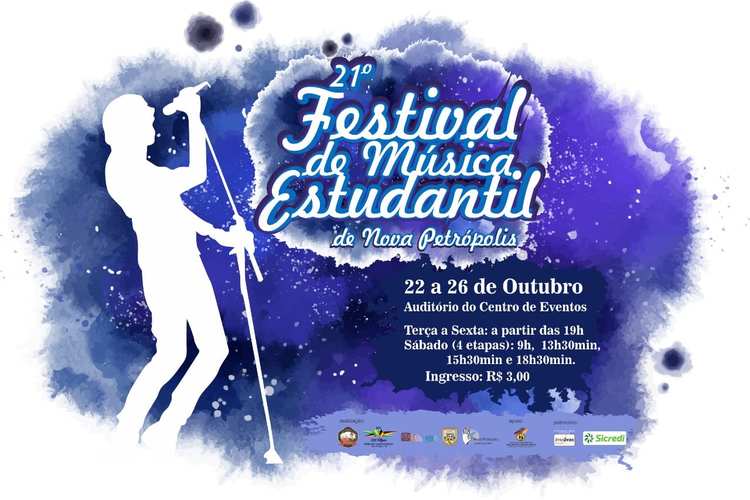 21º
Festival
de Música
Estudantil
de Nova Petrópolis
22 a 26 de Outubro
Auditório do Centro de Eventos
Terça a Sexta: a partir das 19h
Sábado (4 etapas): 9h, 13h30min,
15h30min e 18h30min.
Ingresso: R$ 3,00
Sicredi